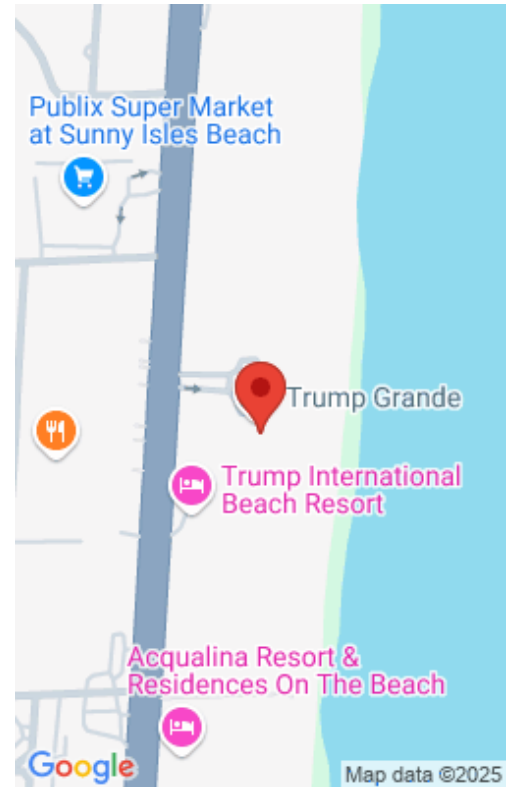 Publix Super Market
at Sunny Isles Beach
Trump Grande
Trump International
Beach Resort
Acqualina Resort &
Residences On The Beach
Google
Map data ©2025